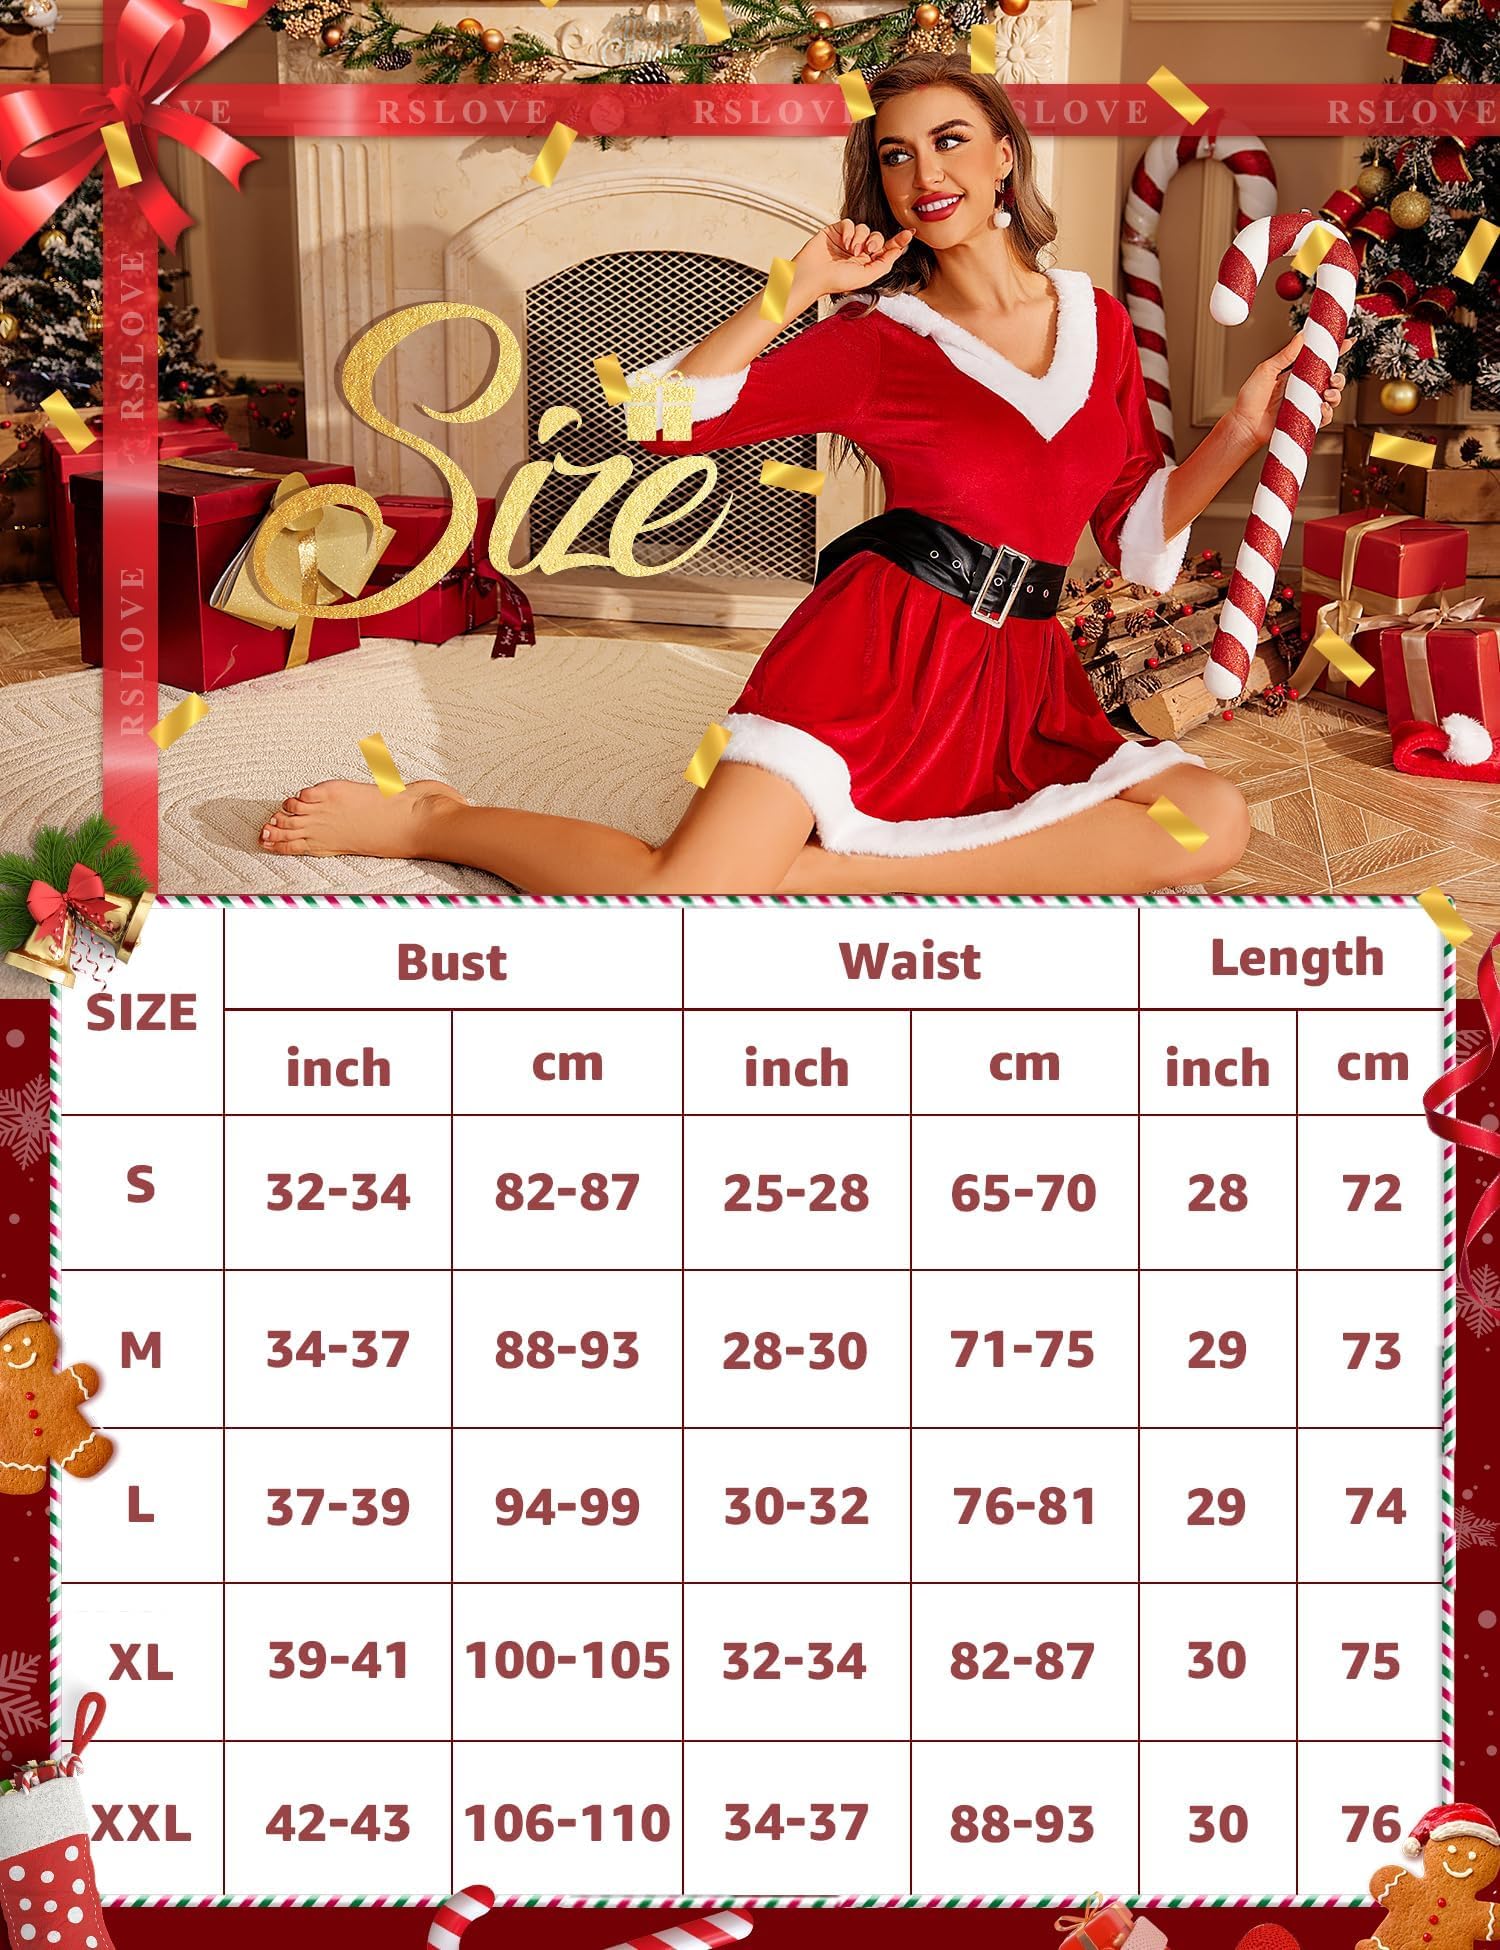 RSLOVE RSLOVE RSLOVE
RSLOVE
RSLOVE
Size
SIZE Bust Waist Length
inch cm inch cm inch cm
S 32-34 82-87 25-28 65-70 28 72
M 34-37 88-93 28-30 71-75 29 73
L 37-39 94-99 30-32 76-81 29 74
XL 39-41 100-105 32-34 82-87 30 75
XXL 42-43 106-110 34-37 88-93 30 76